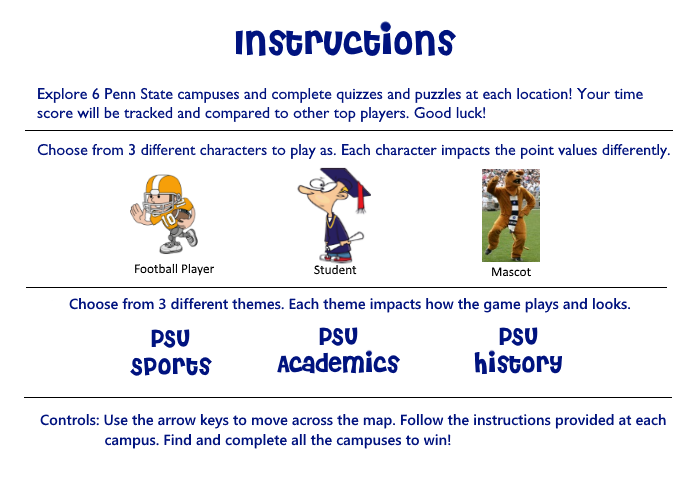 Instructions
Explore 6 Penn State campuses and complete quizzes and puzzles at each location! Your time
score will be tracked and compared to other top players. Good luck!
Choose from 3 different characters to play as. Each character impacts the point values differently.
10
Football Player
Student
Mascot
Choose from 3 different themes. Each theme impacts how the game plays and looks.
PSU
Sports
PSU
Academics
PSU
history
Controls: Use the arrow keys to move across the map. Follow the instructions provided at each
campus. Find and complete all the campuses to win!